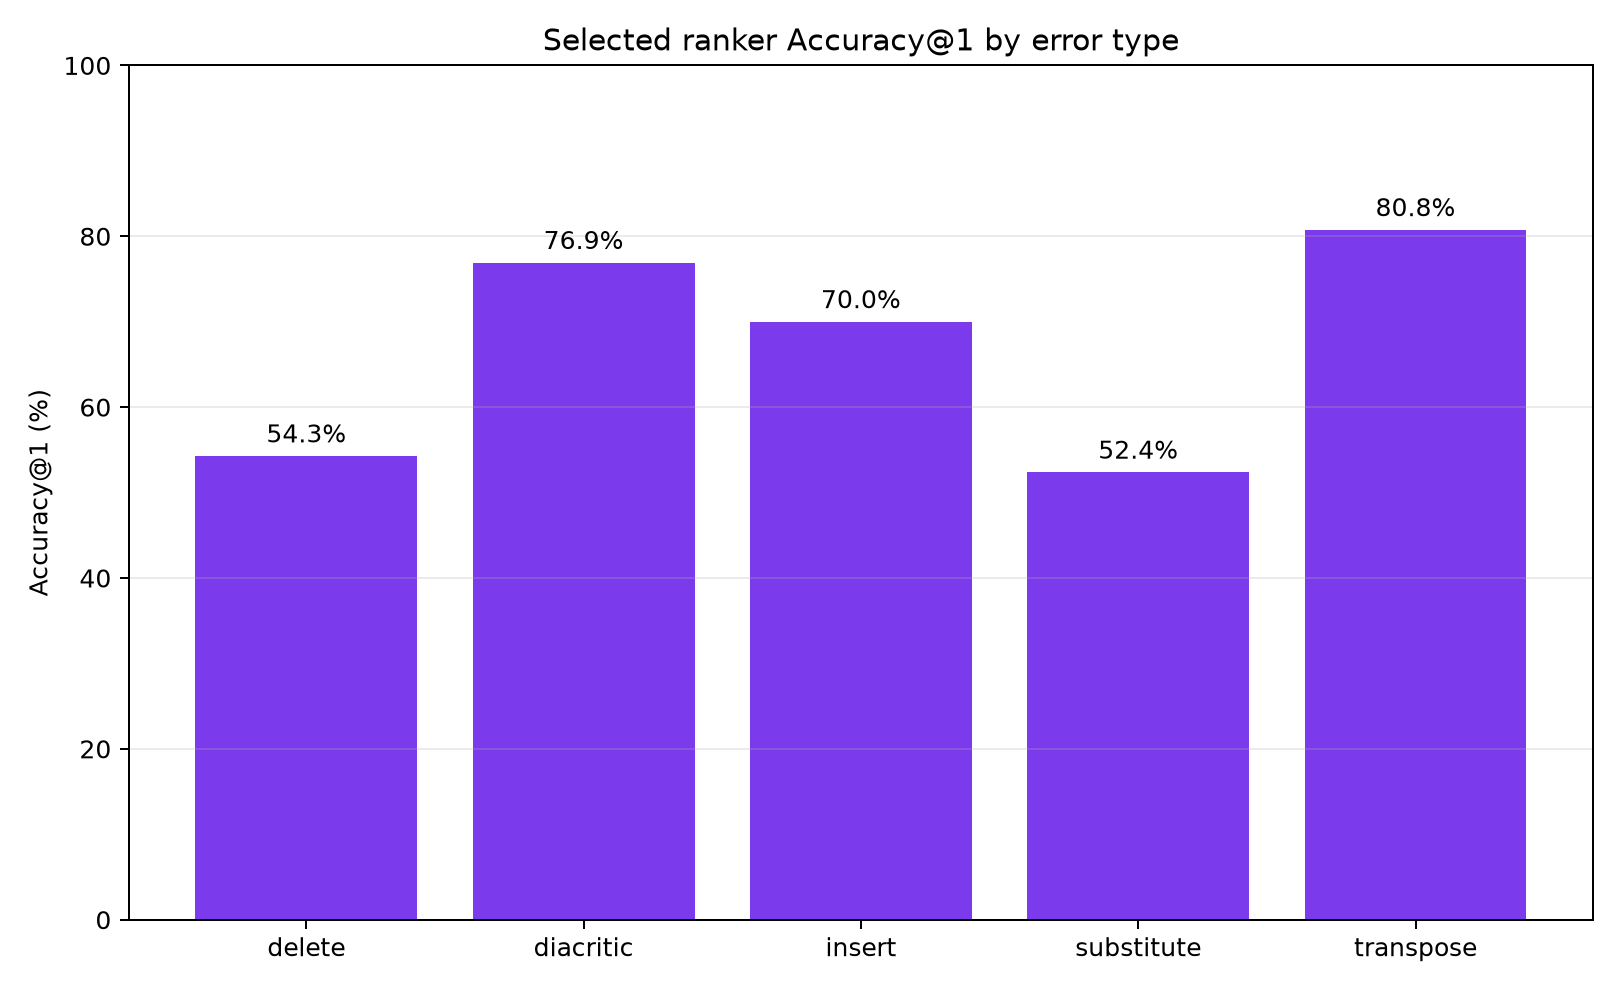 Selected ranker Accuracy@1 by error type
Accuracy@1 (%)
100
80
60
40
20
0
54.3%
76.9%
70.0%
52.4%
80.8%
delete
diacritic
insert
substitute
transpose